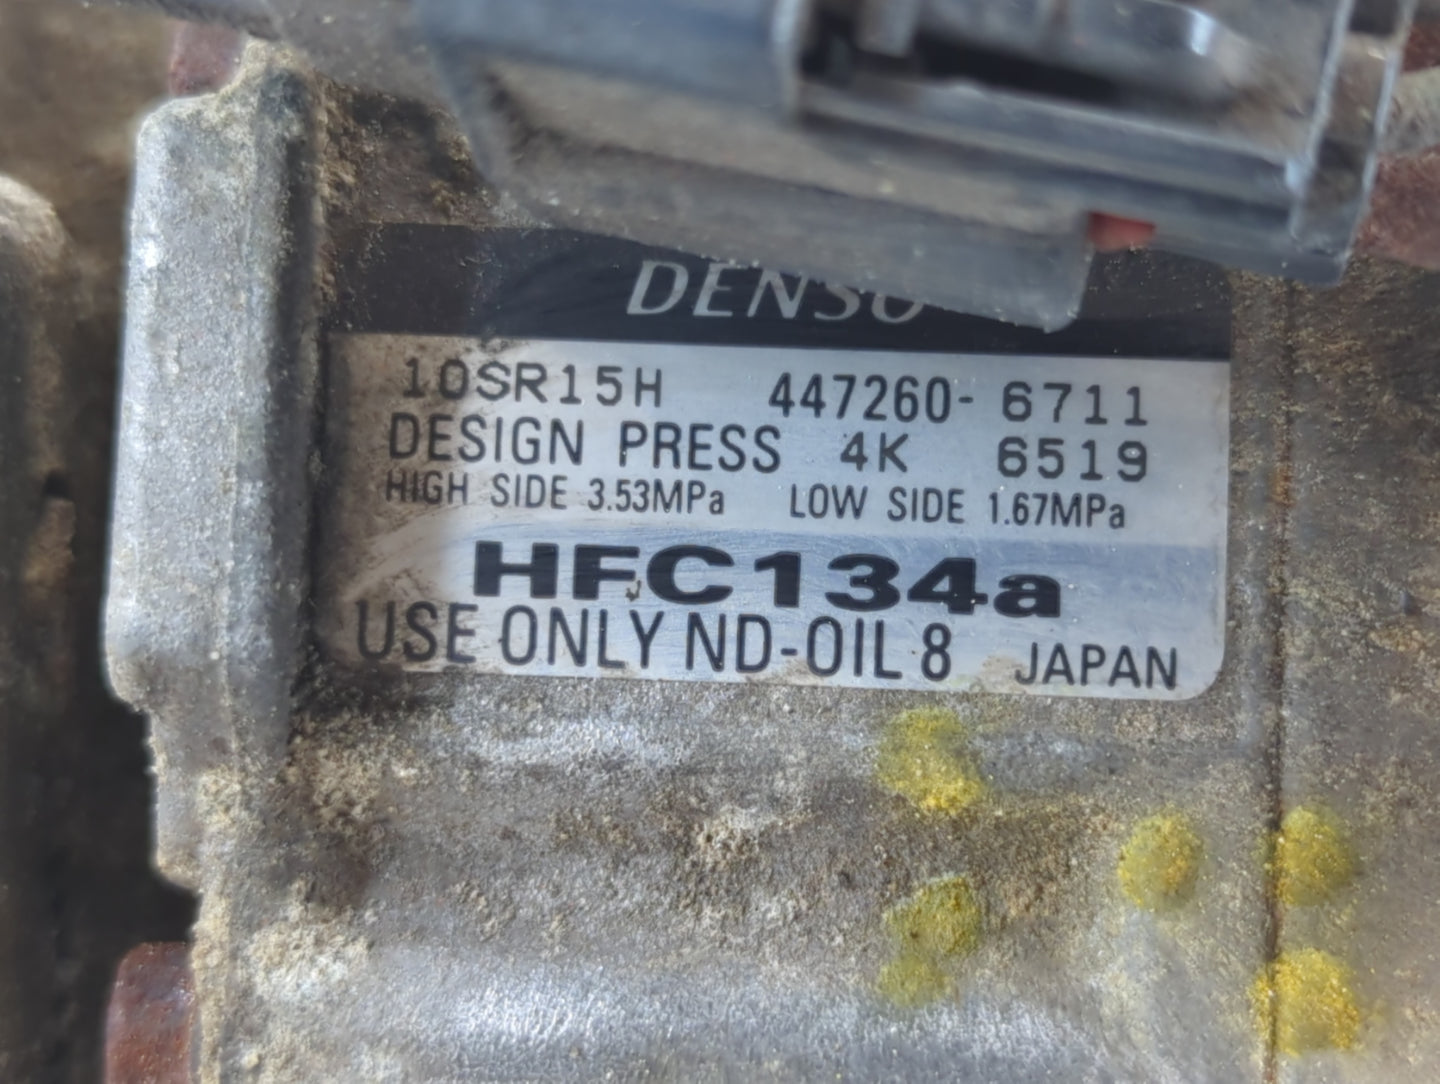 DENSO
10SR15H 447260-6711
DESIGN PRESS 4K 6519
HIGH SIDE 3.53MPa LOW SIDE 1.67MPa
HFC134a
USE ONLY ND-OIL 8 JAPAN